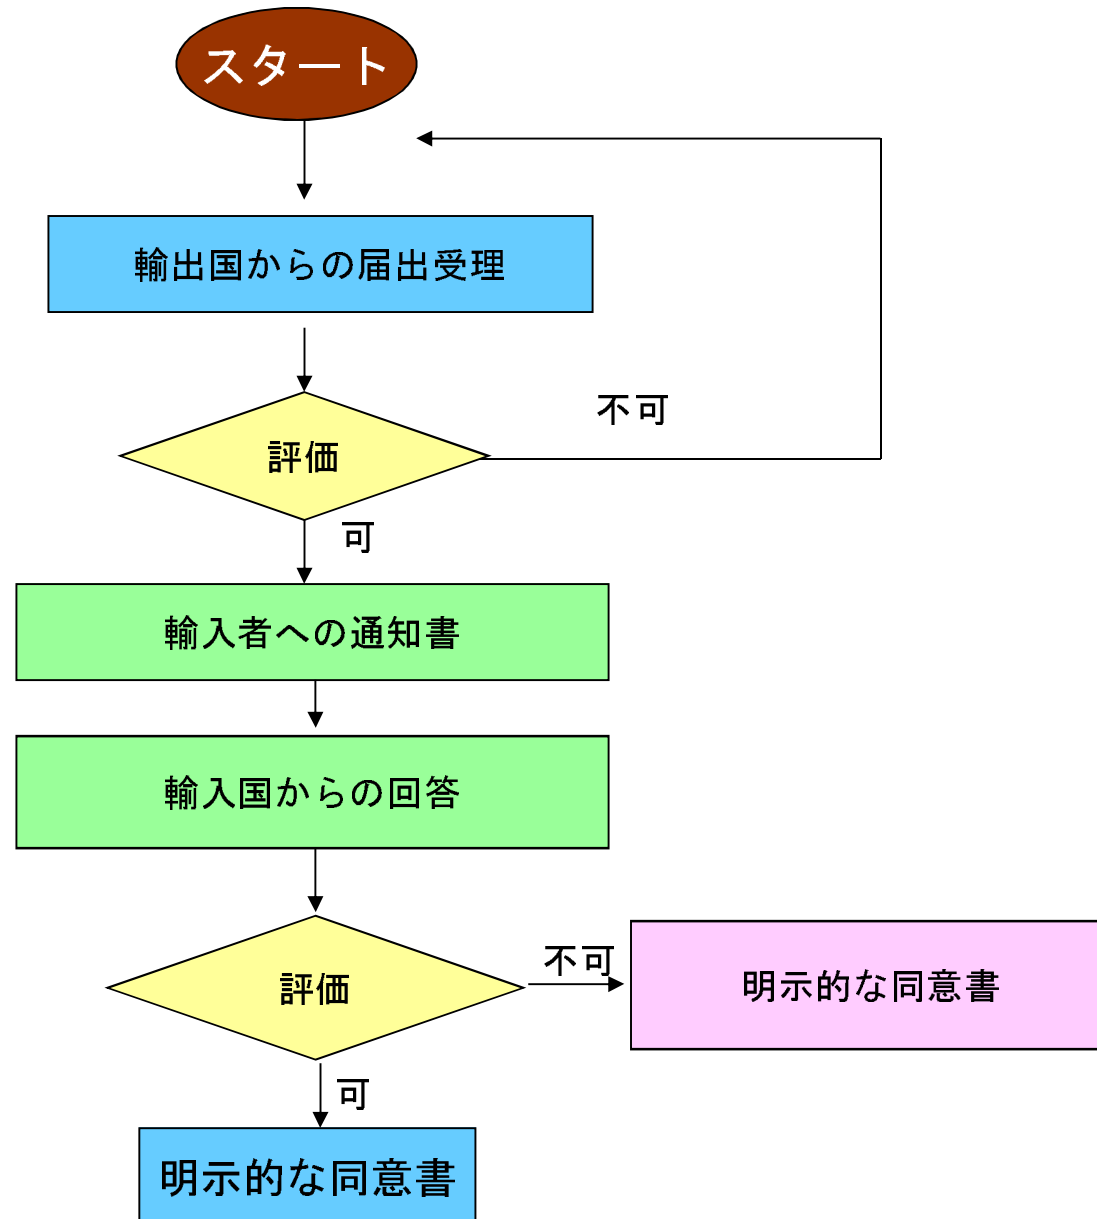 スタート
輸出国からの届出受理
不可
評価
可
輸入者への通知書
輸入国からの回答
不可
評価
明示的な同意書
可
明示的な同意書